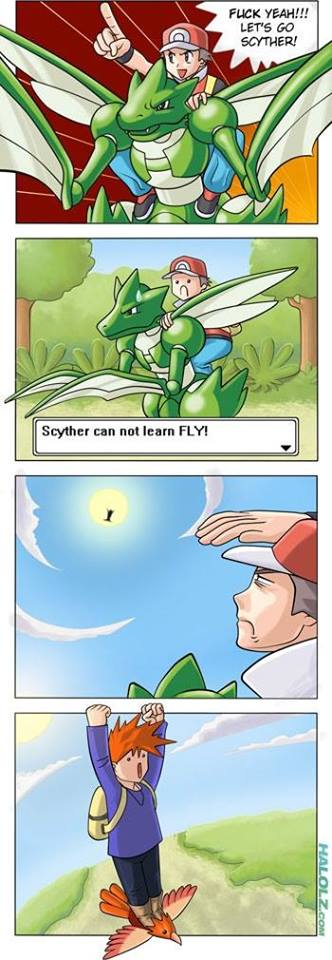 FUCK YEAH!!!
LET'S GO
SCYTHER!
Scyther can not learn FLY!
HALOLZ.COM